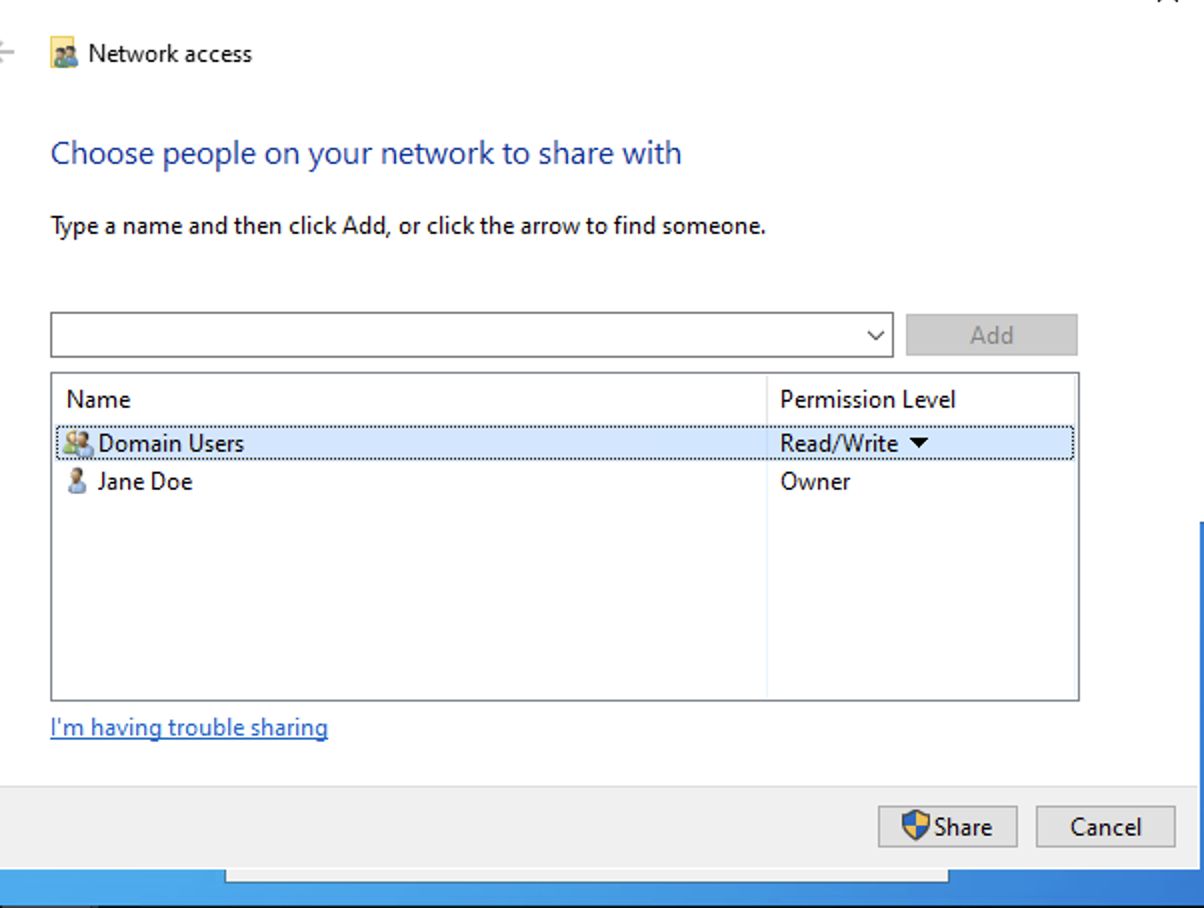 Network access
Choose people on your network to share with
Type a name and then click Add, or click the arrow to find someone.
Add
Name Permission Level
Domain Users Read/Write
Jane Doe Owner
I'm having trouble sharing
Share Cancel